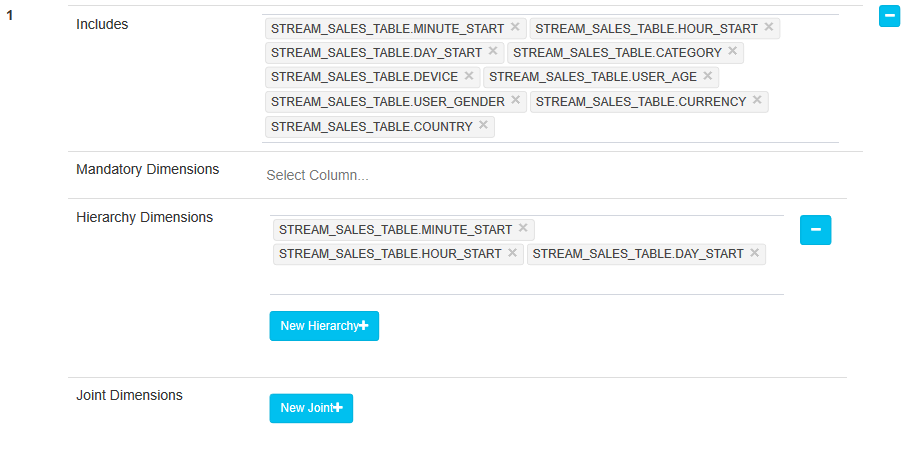 1
Includes
STREAM_SALES_TABLE.MINUTE_START × STREAM_SALES_TABLE.HOUR_START ×
STREAM_SALES_TABLE.DAY_START × STREAM_SALES_TABLE.CATEGORY ×
STREAM_SALES_TABLE.DEVICE × STREAM_SALES_TABLE.USER_AGE ×
STREAM_SALES_TABLE.USER_GENDER × STREAM_SALES_TABLE.CURRENCY ×
STREAM_SALES_TABLE.COUNTRY ×
Mandatory Dimensions
Select Column...
Hierarchy Dimensions
STREAM_SALES_TABLE.MINUTE_START ×
STREAM_SALES_TABLE.HOUR_START × STREAM_SALES_TABLE.DAY_START ×
New Hierarchy+
Joint Dimensions
New Joint+